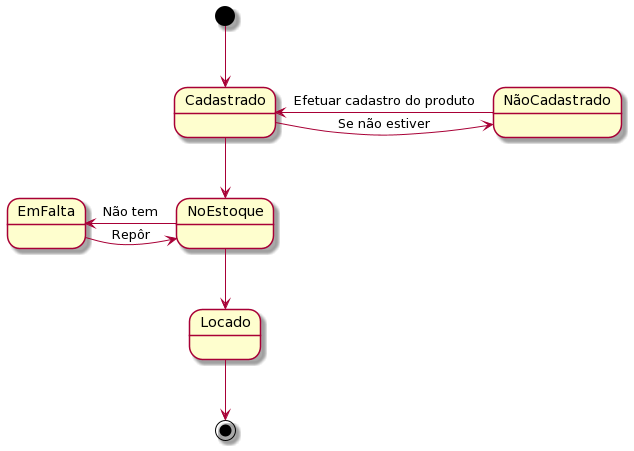 Cadastrado
Efetuar cadastro do produto
NãoCadastrado
Se não estiver
EmFalta
Não tem
NoEstoque
Repôr
Locado